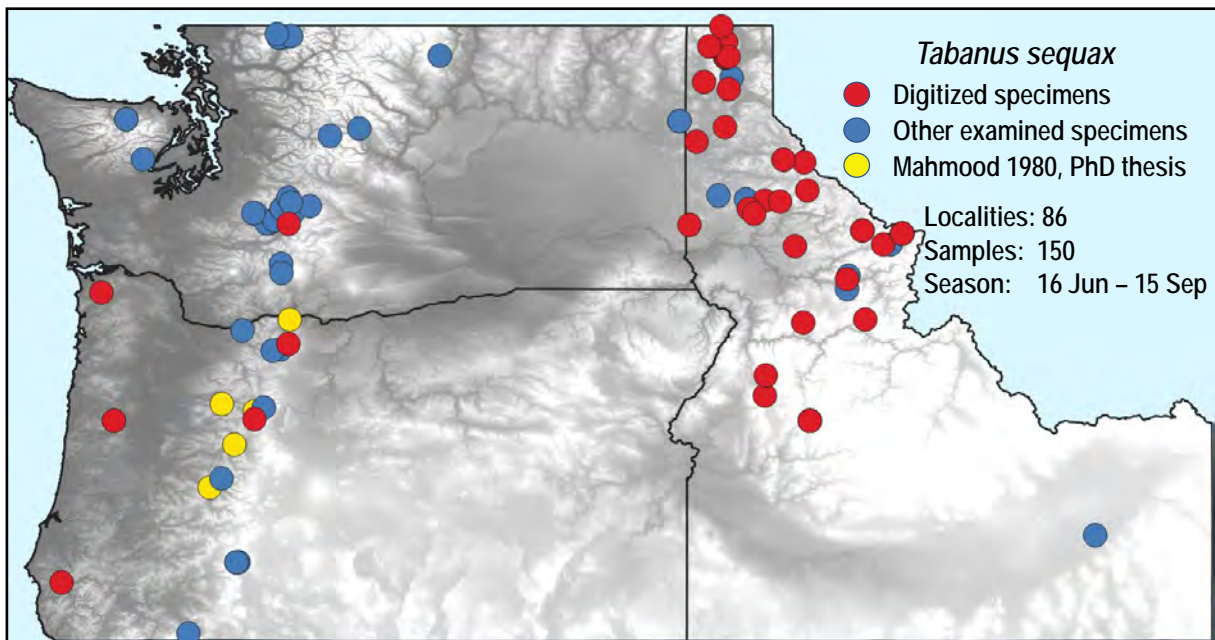 Tabanus sequax
Digitized specimens
Other examined specimens
Mahmood 1980, PhD thesis
Localities: 86
Samples: 150
Season: 16 Jun – 15 Sep